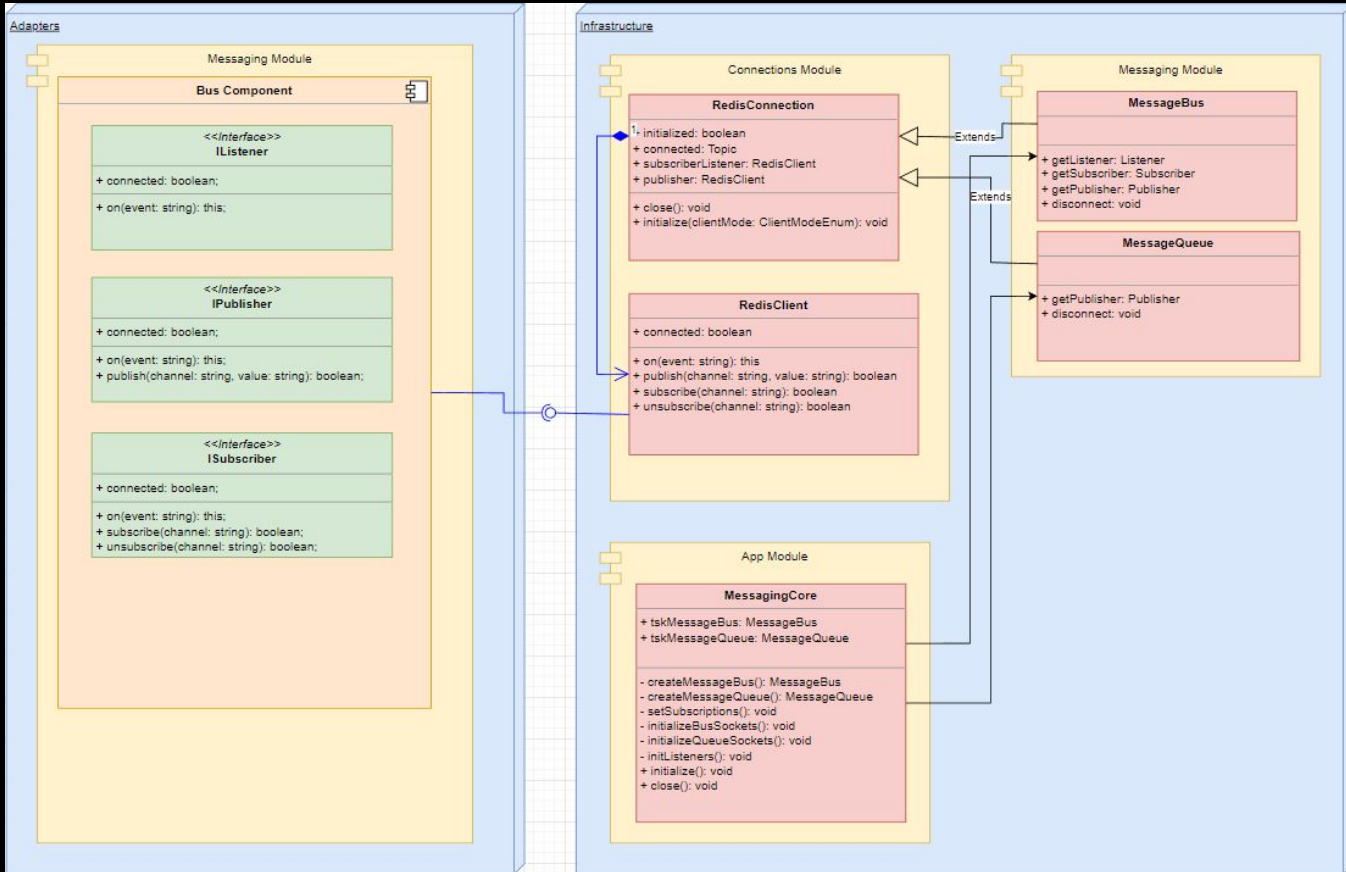 Adapters
Messaging Module
Bus Component
<<Interface>>
IListener
+ connected: boolean;
+ on(event: string): this;
<<Interface>>
IPublisher
+ connected: boolean;
+ on(event: string): this;
+ publish(channel: string, value: string): boolean;
<<Interface>>
ISubscriber
+ connected: boolean;
+ on(event: string): this;
+ subscribe(channel: string): boolean;
+ unsubscribe(channel: string): boolean;
Infrastructure
Connections Module
RedisConnection
1
+ initialized: boolean
+ connected: Topic
+ subscriberListener: RedisClient
+ publisher: RedisClient
+ close(): void
+ initialize(clientMode: ClientModeEnum): void
RedisClient
+ connected: boolean
+ on(event: string): this
+ publish(channel: string, value: string): boolean
+ subscribe(channel: string): boolean
+ unsubscribe(channel: string): boolean
Extends
Extends
Messaging Module
MessageBus
+ getListener: Listener
+ getSubscriber: Subscriber
+ getPublisher: Publisher
+ disconnect: void
MessageQueue
+ getPublisher: Publisher
+ disconnect: void
App Module
MessagingCore
+ tskMessageBus: MessageBus
+ tskMessageQueue: MessageQueue
- createMessageBus(): MessageBus
- createMessageQueue(): MessageQueue
- setSubscriptions(): void
- initializeBusSockets(): void
- initializeQueueSockets(): void
- initListeners(): void
+ initialize(): void
+ close(): void